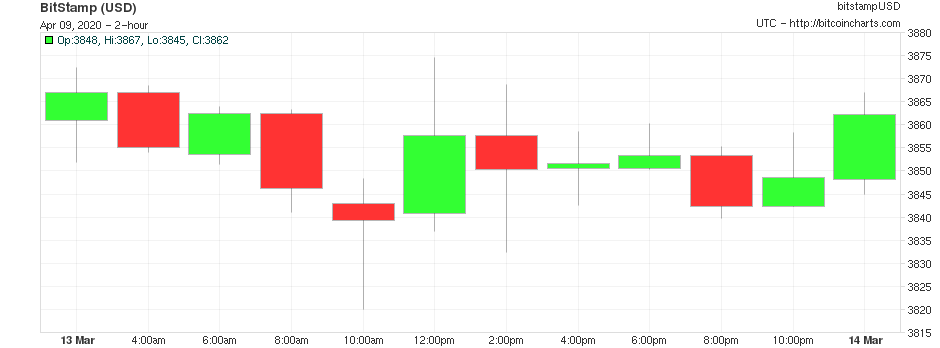 BitStamp (USD)
bitstampUSD
Apr 09, 2020 - 2-hour
UTC - http://bitcoincharts.com
Op:3848, Hi:3867, Lo:3845, Cl:3862
3880
3875
3870
3865
3860
3855
3850
3845
3840
3835
3830
3825
3820
3815
13 Mar 4:00am 6:00am 8:00am 10:00am 12:00pm 2:00pm 4:00pm 6:00pm 8:00pm 10:00pm 14 Mar